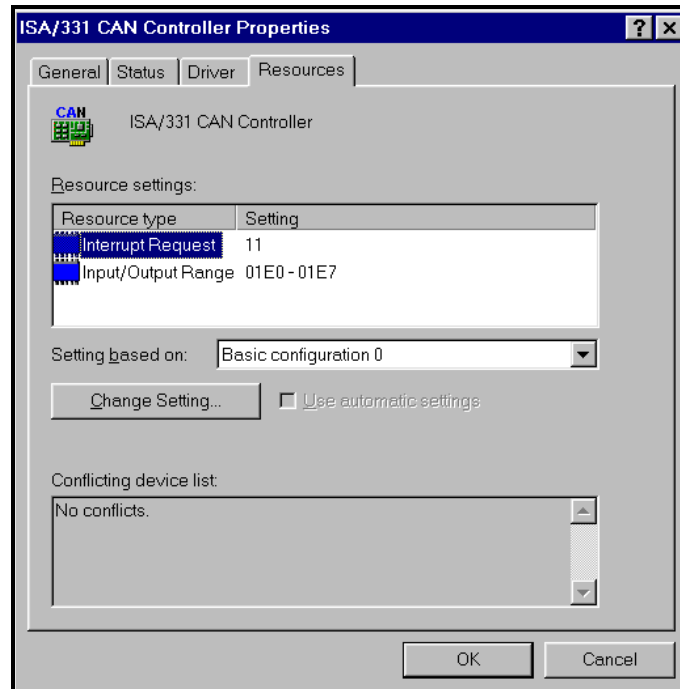 ISA/331 CAN Controller Properties
General Status Driver Resources
CAN
ISA/331 CAN Controller
Resource settings:
Resource type Setting
Interrupt Request 11
Input/Output Range 01E0 - 01E7
Setting based on: Basic configuration 0
Change Setting... Use automatic settings
Conflicting device list:
No conflicts.
OK Cancel